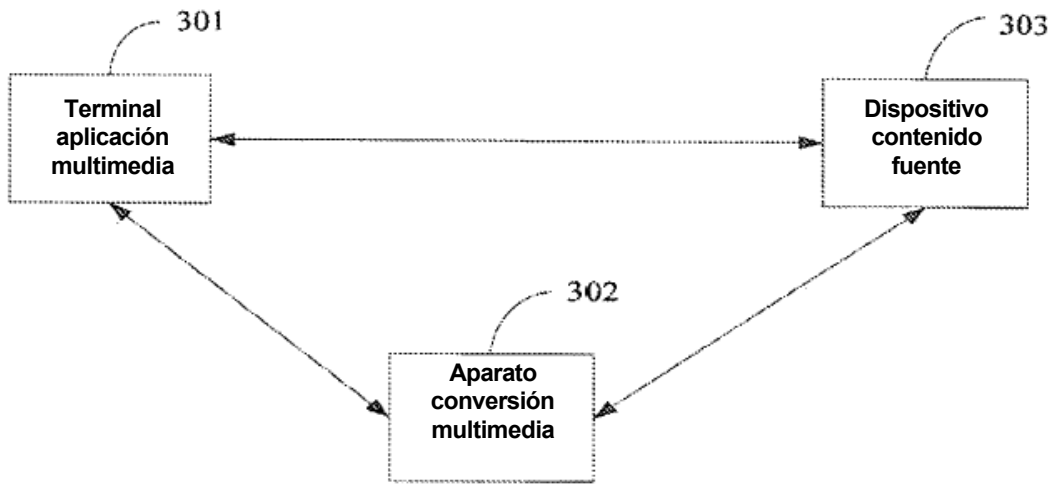 301
303
Terminal
aplicación
multimedia
Dispositivo
contenido
fuente
302
Aparato
conversión
multimedia